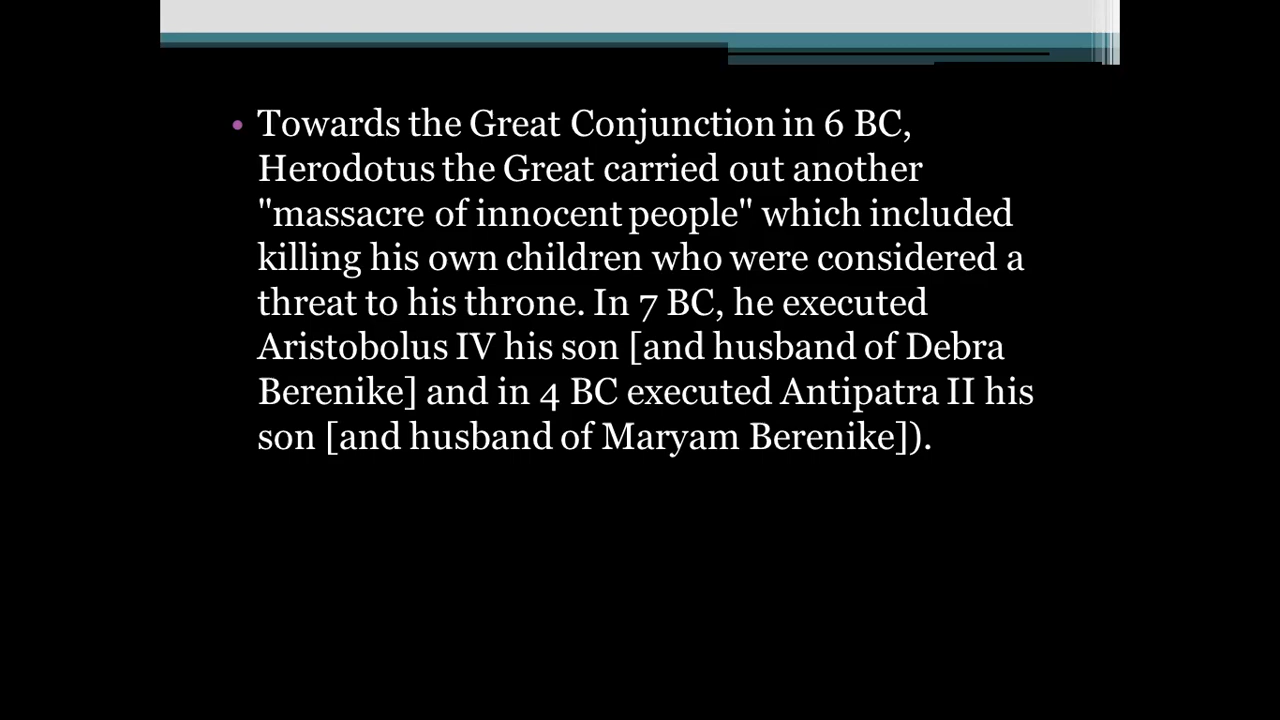 • Towards the Great Conjunction in 6 BC,
Herodotus the Great carried out another
"massacre of innocent people" which included
killing his own children who were considered a
threat to his throne. In 7 BC, he executed
Aristobolus IV his son [and husband of Debra
Berenike] and in 4 BC executed Antipatra II his
son [and husband of Maryam Berenike]).